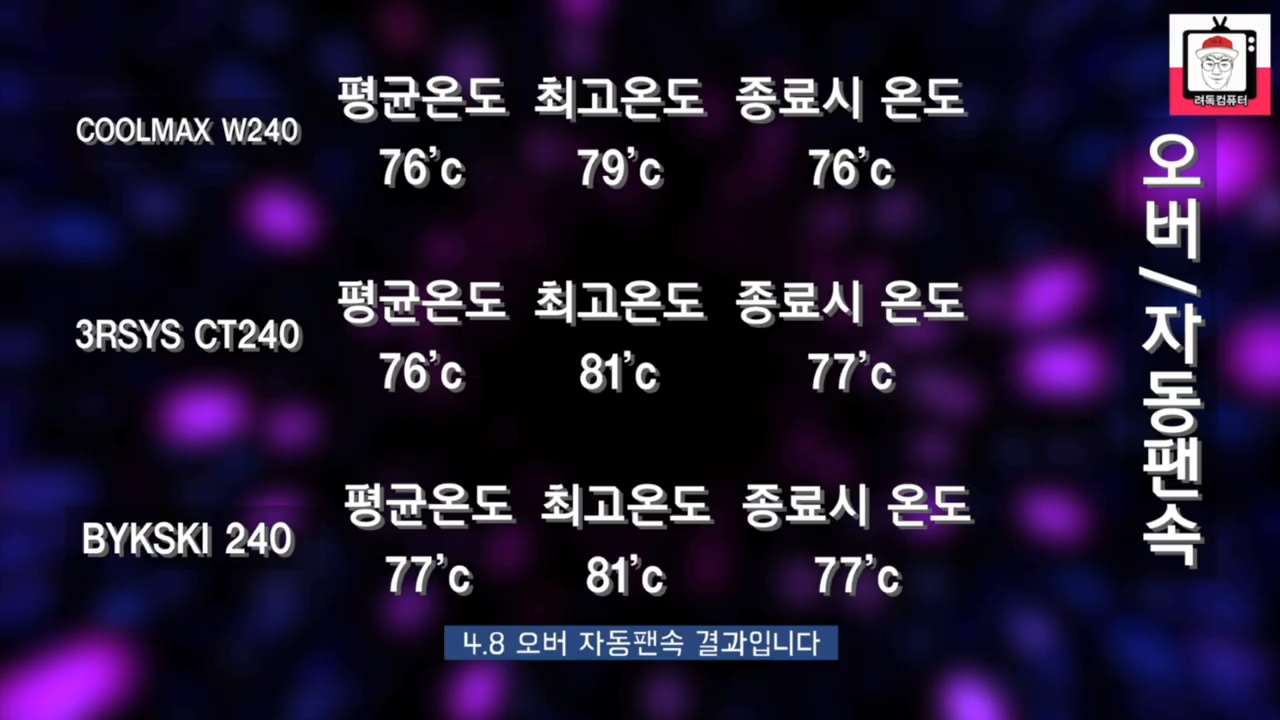 려독컴퓨터
평균온도 최고온도 종료시 온도
COOLMAX W240
76'c 79'c 76'c
평균온도 최고온도 종료시 온도
3RSYS CT240
76'c 81'c 77'c
평균온도 최고온도 종료시 온도
BYKSKI 240
77'c 81'c 77'c
오버/자동팬속
4.8 오버 자동팬속 결과입니다